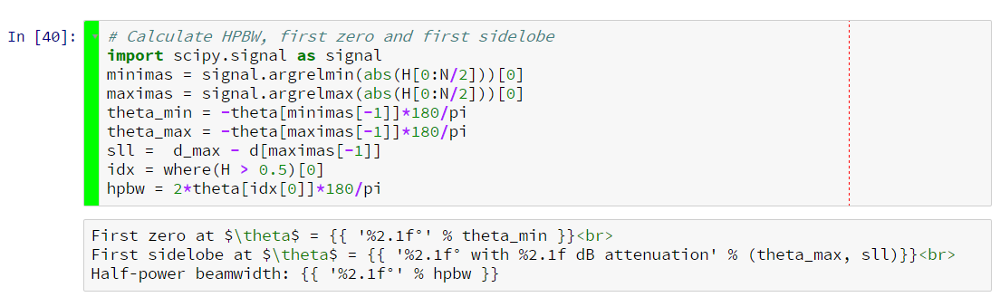 In [40]:
# Calculate HPBW, first zero and first sidelobe
import scipy.signal as signal
minimas = signal.argrelmin(abs(H[0:N/2]))[0]
maximas = signal.argrelmax(abs(H[0:N/2]))[0]
theta_min = -theta[minimas[-1]]*180/pi
theta_max = -theta[maximas[-1]]*180/pi
sll =  d_max - d[maximas[-1]]
idx = where(H > 0.5)[0]
hpbw = 2*theta[idx[0]]*180/pi
First zero at $\theta$ = {{ '%2.1f°' % theta_min }}<br>
First sidelobe at $\theta$ = {{ '%2.1f° with %2.1f dB attenuation' % (theta_max, sll)}}<br>
Half-power beamwidth: {{ '%2.1f°' % hpbw }}